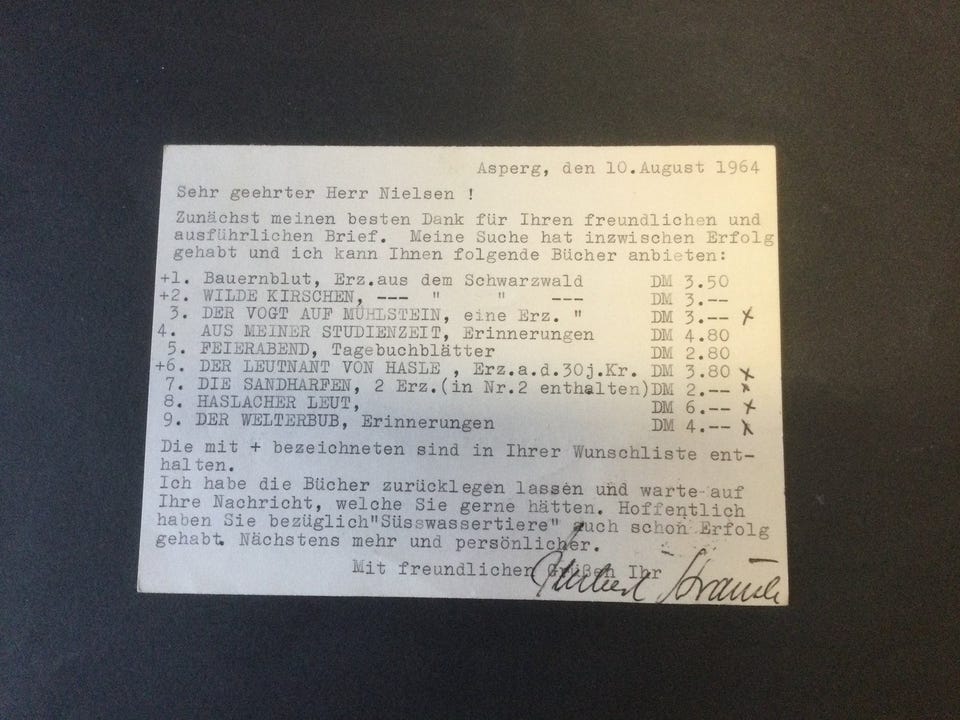 Asperg, den 10.August 1964
Sehr geehrter Herr Nielsen !
Zunächst meinen besten Dank für Ihren freundlichen und
ausführlichen Brief. Meine Suche hat inzwischen Erfolg
gehabt und ich kann Ihnen folgende Bücher anbieten:
+1. Bauernblut, Erz.aus dem Schwarzwald DM 3.50
+2. WILDE KIRSCHEN, --- " " --- DM 3.--
3. DER VOGT AUF MÜHLSTEIN, eine Erz. " DM 3.-- x
4. AUS MEINER STUDIENZEIT, Erinnerungen DM 4.80
5. FEIERABEND, Tagebuchblätter DM 2.80
+6. DER LEUTNANT VON HASLE , Erz.a.d.30j.Kr. DM 3.80 x
7. DIE SANDHARFEN, 2 Erz.(in Nr.2 enthalten)DM 2.-- x
8. HASLACHER LEUT, DM 6.-- x
9. DER WELTERBUB, Erinnerungen DM 4.-- x
Die mit + bezeichneten sind in Ihrer Wunschliste ent-
halten.
Ich habe die Bücher zurücklegen lassen und warte auf
Ihre Nachricht, welche Sie gerne hätten. Hoffentlich
haben Sie bezüglich"Süsswassertiere" auch schon Erfolg
gehabt. Nächstens mehr und persönlicher.
Mit freundlichen Grüßen Ihr